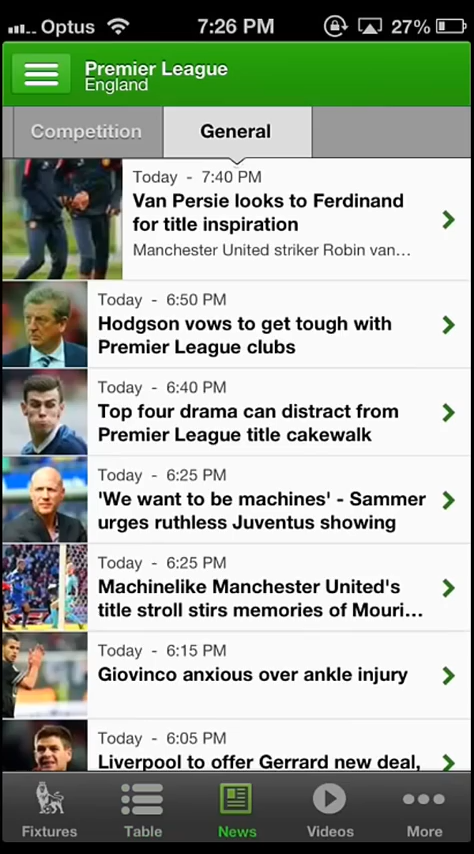 Optus 7:26 PM 27%
Premier League
England
Competition General
Today - 7:40 PM
Van Persie looks to Ferdinand
for title inspiration
Manchester United striker Robin van...
Today - 6:50 PM
Hodgson vows to get tough with
Premier League clubs
Today - 6:40 PM
Top four drama can distract from
Premier League title cakewalk
Today - 6:25 PM
'We want to be machines' - Sammer
urges ruthless Juventus showing
Today - 6:25 PM
Machinelike Manchester United's
title stroll stirs memories of Mouri...
Today - 6:15 PM
Giovinco anxious over ankle injury
Today - 6:05 PM
Liverpool to offer Gerrard new deal,
Fixtures Table News Videos More